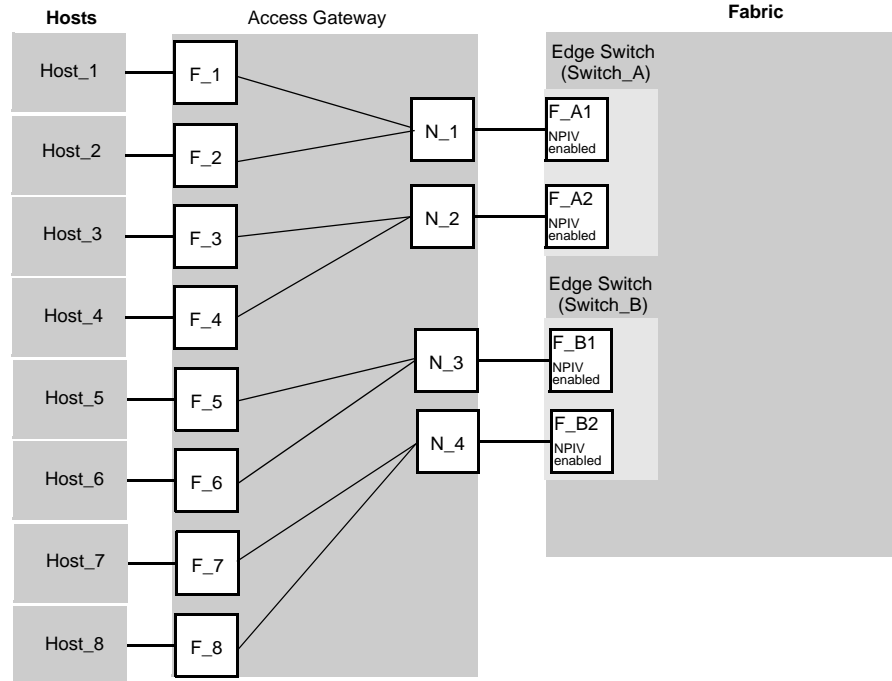 Hosts
Access Gateway
Fabric
Edge Switch
(Switch_A)
Host_1
F_1
N_1
F_A1
NPIV
enabled
Host_2
F_2
Host_3
F_3
N_2
F_A2
NPIV
enabled
Host_4
F_4
Edge Switch
(Switch_B)
N_3
F_B1
NPIV
enabled
Host_5
F_5
N_4
F_B2
NPIV
enabled
Host_6
F_6
Host_7
F_7
Host_8
F_8